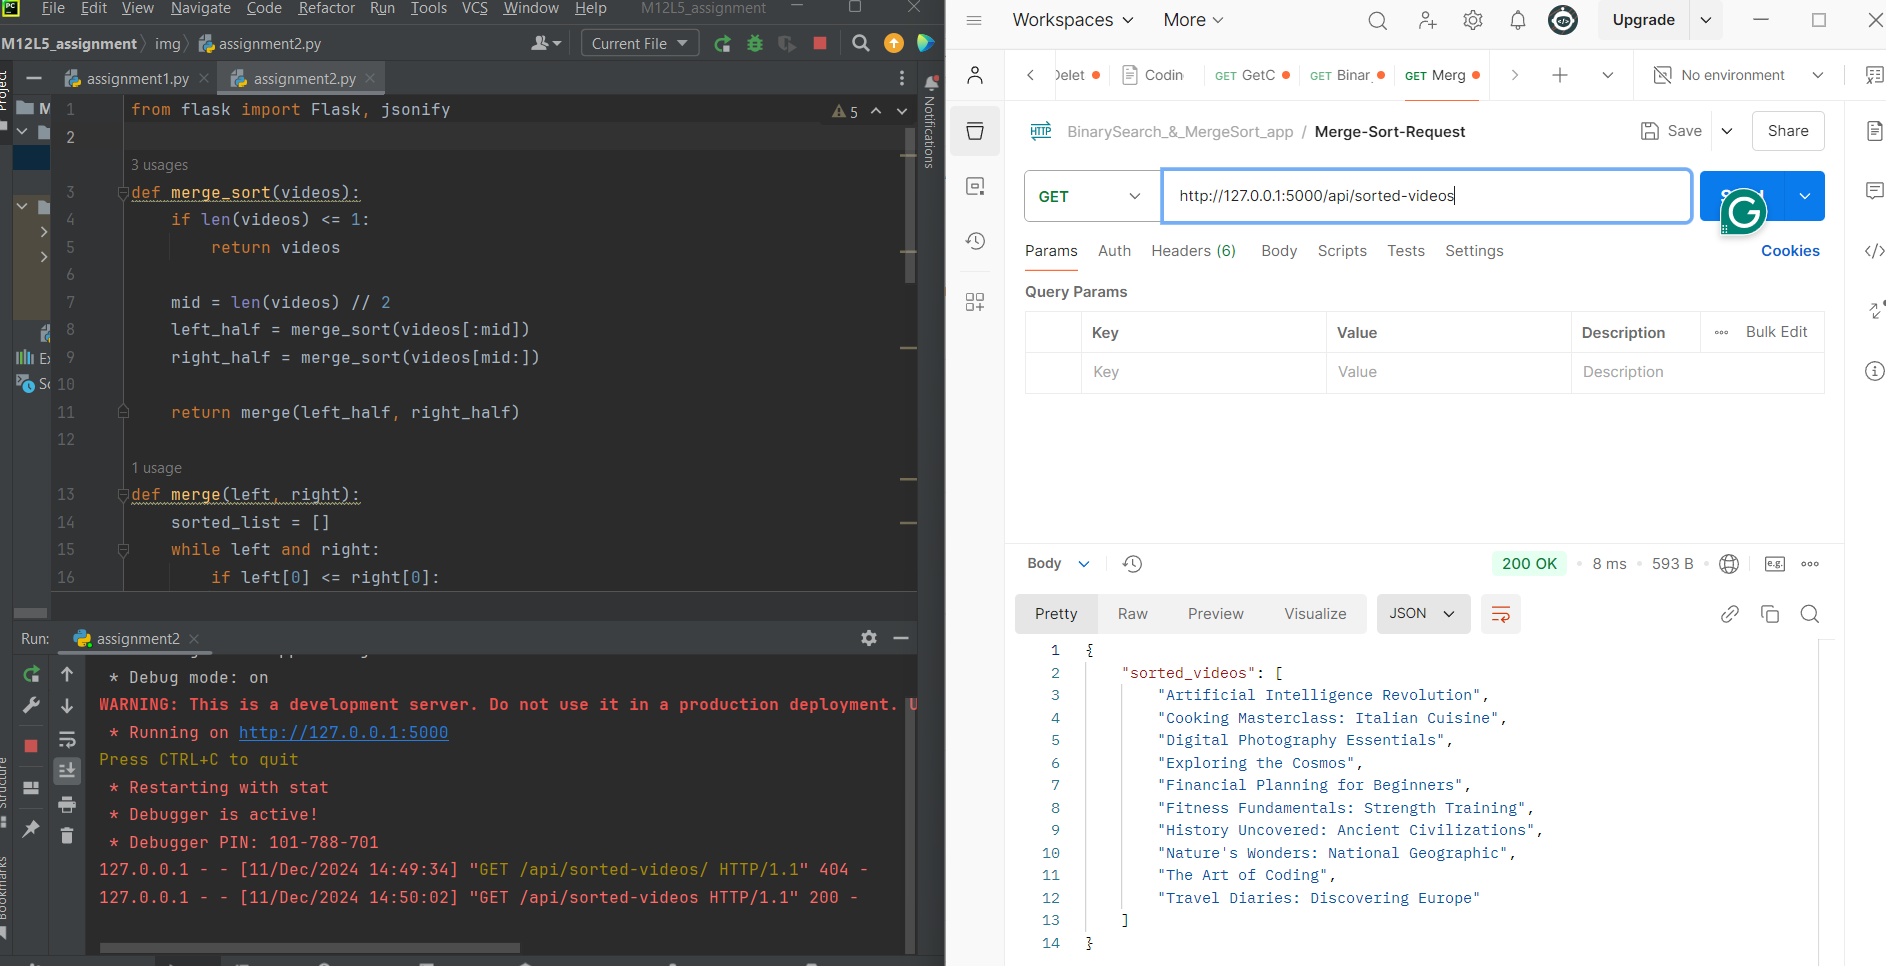 PC File Edit View Navigate Code Refactor Run Tools VCS Window Help M12L5_assignment
M12L5_assignment img assignment2.py Current File
assignment1.py assignment2.py
Project
Notifications
5
1 from flask import Flask, jsonify
2
3 usages
3 def merge_sort(videos):
4 if len(videos) <= 1:
5 return videos
6
7 mid = len(videos) // 2
8 left_half = merge_sort(videos[:mid])
9 right_half = merge_sort(videos[mid:])
10
11 return merge(left_half, right_half)
12
1 usage
13 def merge(left, right):
14 sorted_list = []
15 while left and right:
16 if left[0] <= right[0]:
Run: assignment2
* Debug mode: on
WARNING: This is a development server. Do not use it in a production deployment. U
* Running on http://127.0.0.1:5000
Press CTRL+C to quit
* Restarting with stat
* Debugger is active!
* Debugger PIN: 101-788-701
127.0.0.1 - - [11/Dec/2024 14:49:34] "GET /api/sorted-videos/ HTTP/1.1" 404 -
127.0.0.1 - - [11/Dec/2024 14:50:02] "GET /api/sorted-videos HTTP/1.1" 200 -
Structure
Bookmarks
Workspaces More Upgrade
Delet Codin GET GetC GET Binar GET Merg No environment
HTTP BinarySearch_&_MergeSort_app / Merge-Sort-Request Save Share
GET http://127.0.0.1:5000/api/sorted-videos
Params Auth Headers (6) Body Scripts Tests Settings Cookies
Query Params
Key Value Description Bulk Edit
Key Value Description
Body 200 OK 8 ms 593 B e.g.
Pretty Raw Preview Visualize JSON
1 {
2 "sorted_videos": [
3 "Artificial Intelligence Revolution",
4 "Cooking Masterclass: Italian Cuisine",
5 "Digital Photography Essentials",
6 "Exploring the Cosmos",
7 "Financial Planning for Beginners",
8 "Fitness Fundamentals: Strength Training",
9 "History Uncovered: Ancient Civilizations",
10 "Nature's Wonders: National Geographic",
11 "The Art of Coding",
12 "Travel Diaries: Discovering Europe"
13 ]
14 }